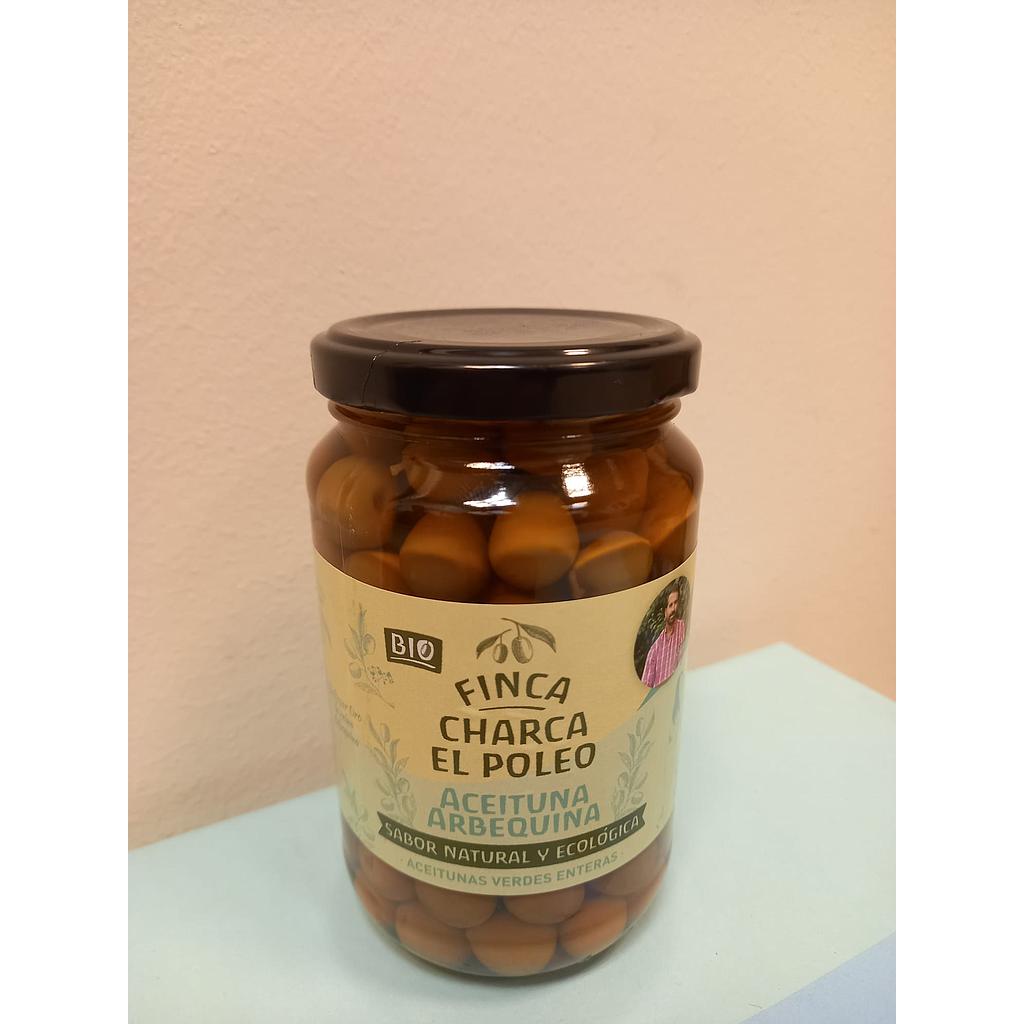 BIO
FINCA
CHARCA
EL POLEO
ACEITUNA
ARBEQUINA
SABOR NATURAL Y ECOLÓGICA
· ACEITUNAS VERDES ENTERAS ·